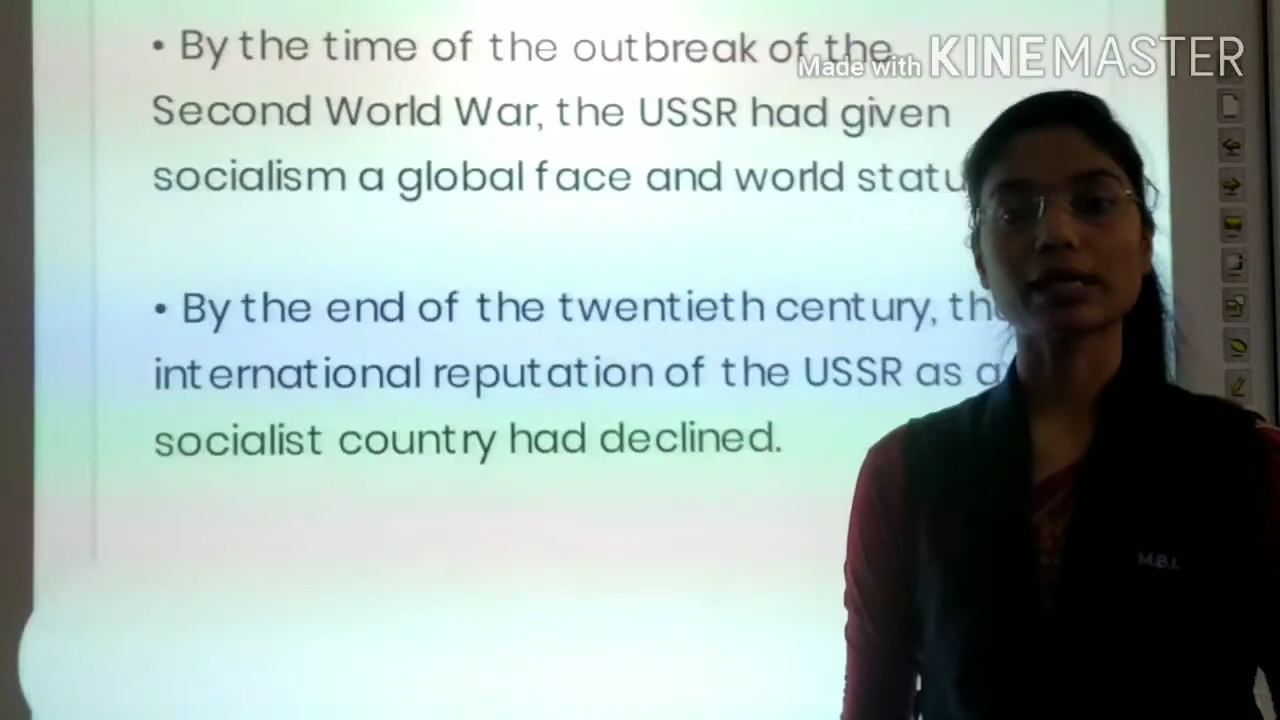 • By the time of the outbreak of the
Made with KINEMASTER
Second World War, the USSR had given
socialism a global face and world statu
• By the end of the twentieth century, the
international reputation of the USSR as a
socialist country had declined.